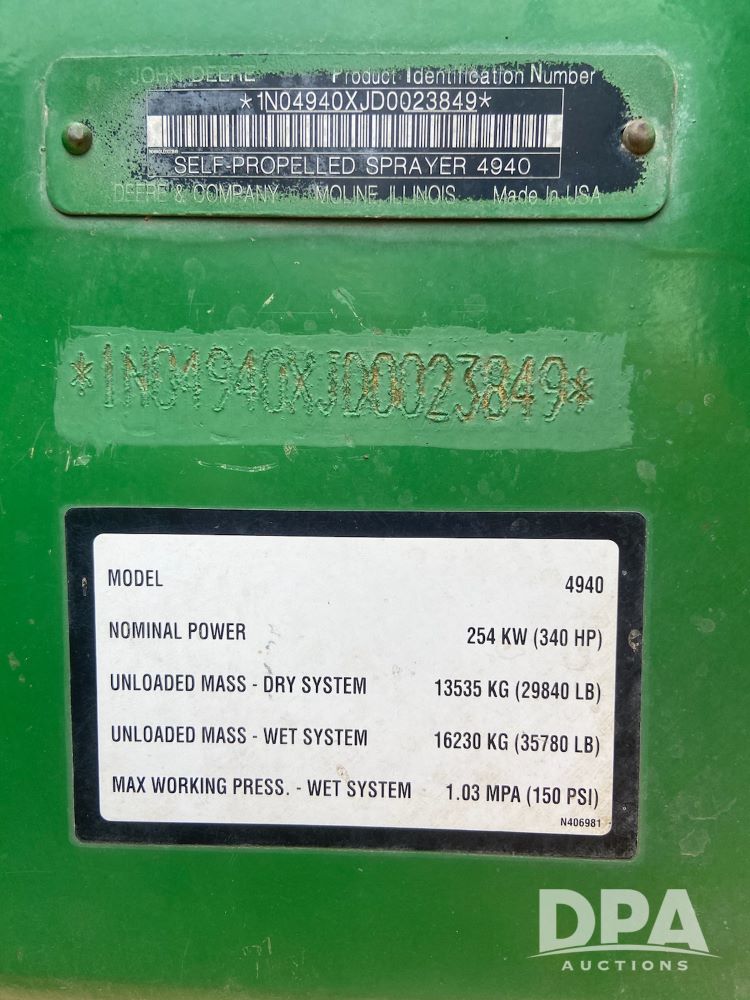 JOHN DEERE Product Identification Number
*1N04940XJD0023849*
SELF-PROPELLED SPRAYER 4940
DEERE & COMPANY MOLINE ILLINOIS Made In USA
*1N04940XJD0023849*
MODEL 4940
NOMINAL POWER 254 KW (340 HP)
UNLOADED MASS - DRY SYSTEM 13535 KG (29840 LB)
UNLOADED MASS - WET SYSTEM 16230 KG (35780 LB)
MAX WORKING PRESS. - WET SYSTEM 1.03 MPA (150 PSI)
N406981
DPA
AUCTIONS